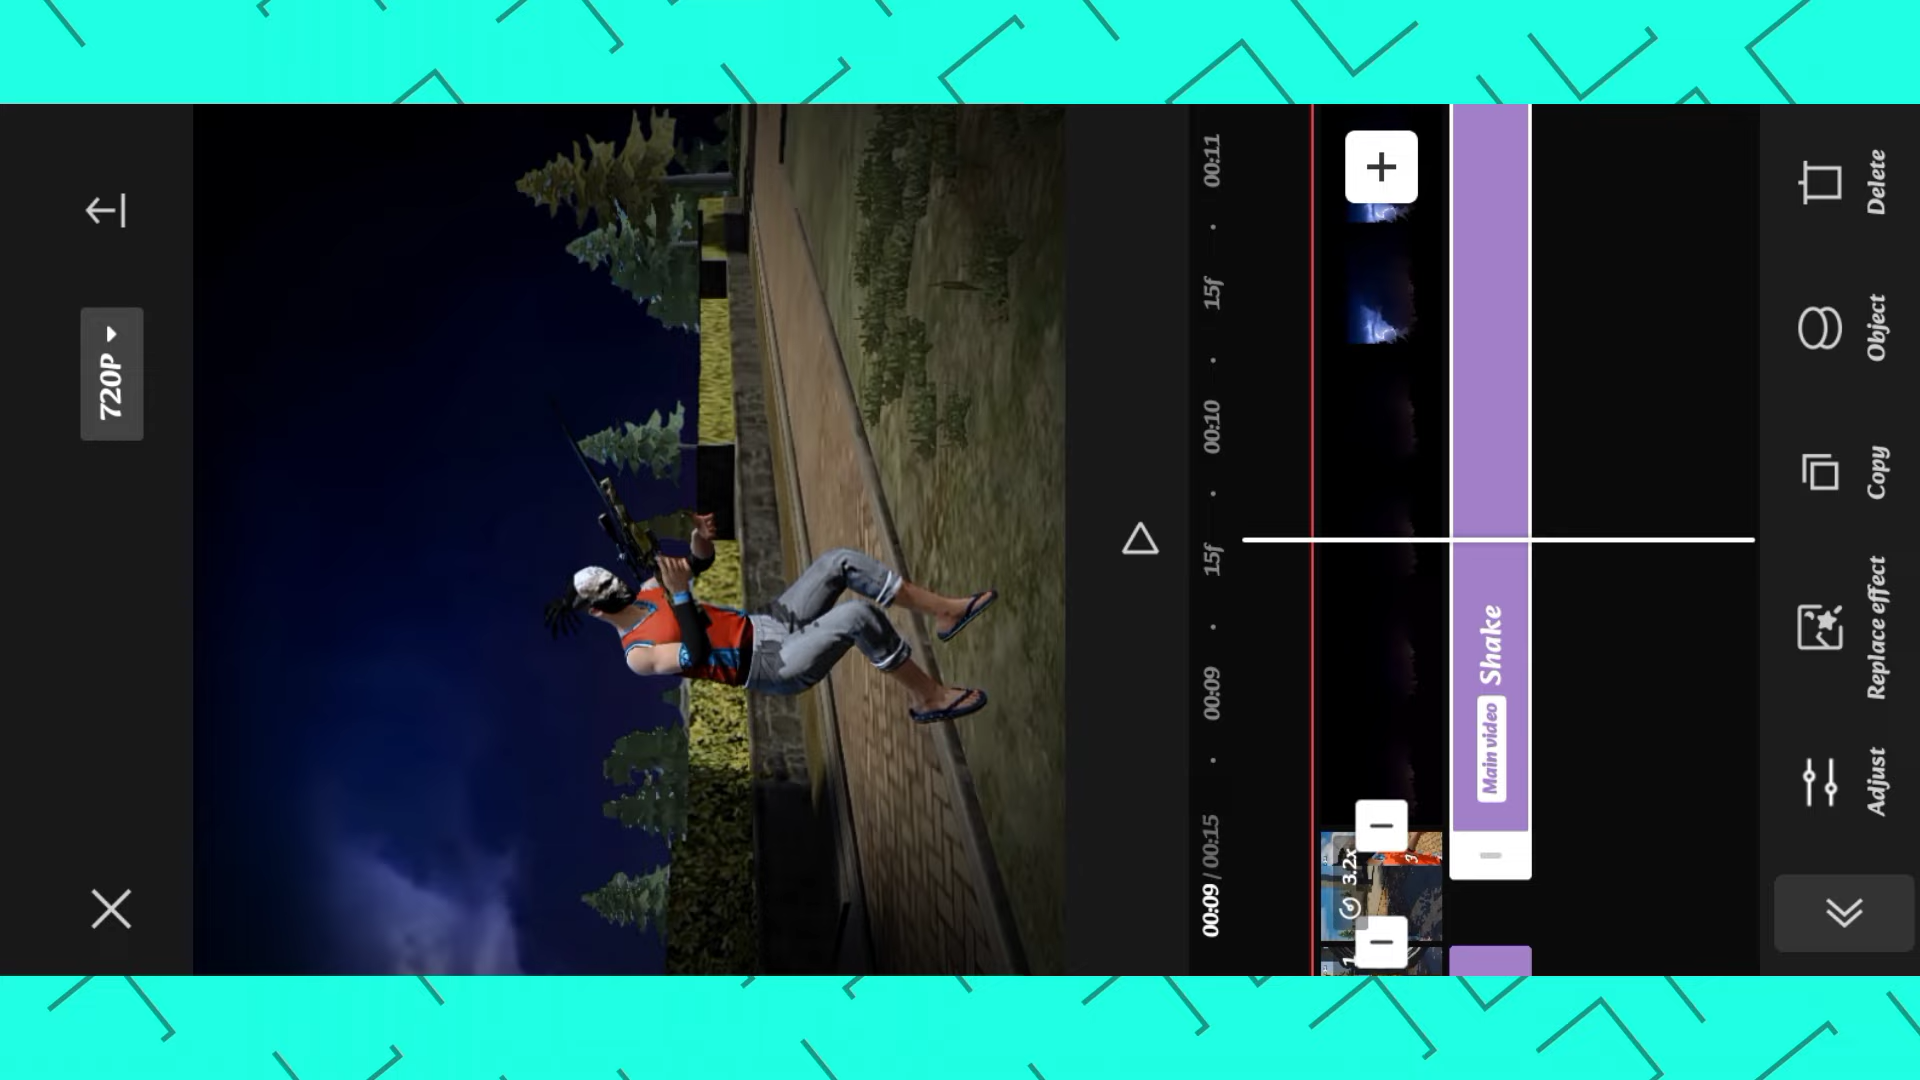 720P
00:09 / 00:15
00:09
15f
00:10
15f
00:11
3.2x
1
Main video Shake
Adjust
Replace effect
Copy
Object
Delete